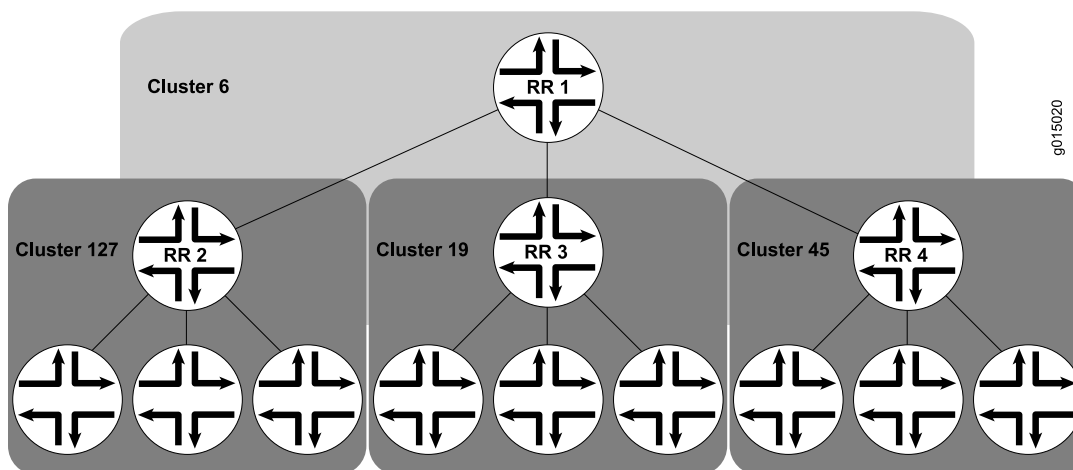 Cluster 6
RR 1
g015020
Cluster 127
RR 2
Cluster 19
RR 3
Cluster 45
RR 4